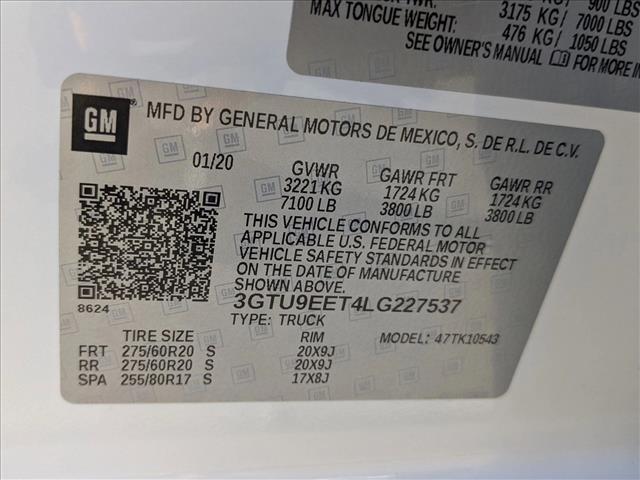 900 LBS
3175 KG/ 7000 LBS
MAX TONGUE WEIGHT: 476 KG/ 1050 LBS
SEE OWNER'S MANUAL FOR MORE IN
GM
MFD BY GENERAL MOTORS DE MEXICO, S. DE R.L. DE C.V.
01/20 GVWR GAWR FRT GAWR RR
3221 KG 1724 KG 1724 KG
7100 LB 3800 LB 3800 LB
THIS VEHICLE CONFORMS TO ALL
APPLICABLE U.S. FEDERAL MOTOR
VEHICLE SAFETY STANDARDS IN EFFECT
ON THE DATE OF MANUFACTURE
SHOWN ABOVE.
8624
3GTU9EET4LG227537
TYPE: TRUCK MODEL: 47TK10543
TIRE SIZE RIM
FRT 275/60R20 S 20X9J
RR 275/60R20 S 20X9J
SPA 255/80R17 S 17X8J